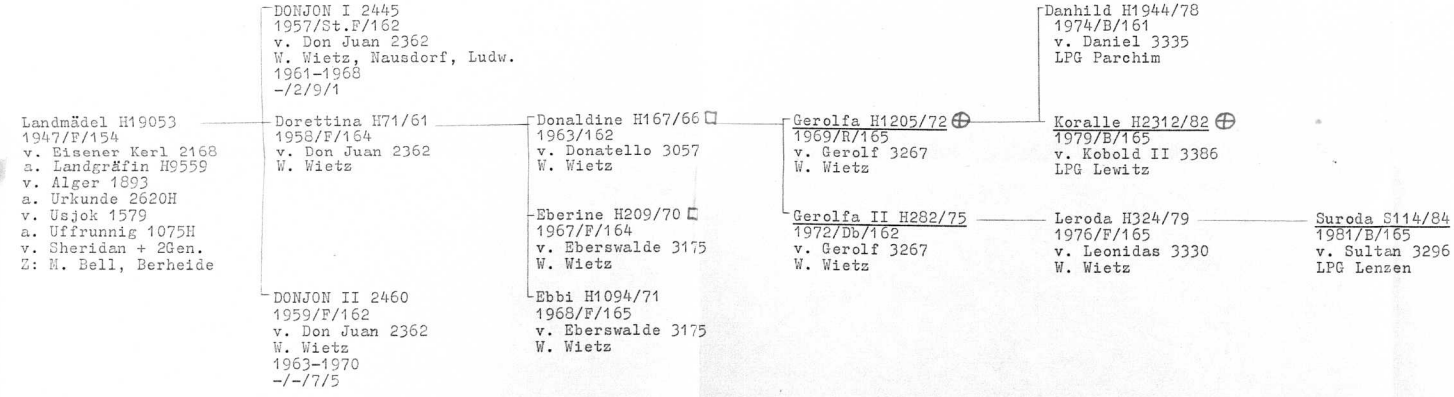 Landmädel H19053
1947/F/154
v. Eisener Kerl 2168
a. Landgräfin H9559
v. Alger 1893
a. Urkunde 2620H
v. Usjok 1579
a. Uffrunnig 1075H
v. Sheridan + 2Gen.
Z: M. Bell, Berheide
DONJON I 2445
1957/St.F/162
v. Don Juan 2362
W. Wietz, Nausdorf, Ludw.
1961-1968
-/2/9/1
Dorettina H71/61
1958/F/164
v. Don Juan 2362
W. Wietz
DONJON II 2460
1959/F/162
v. Don Juan 2362
W. Wietz
1963-1970
-/-/7/5
Donaldine H167/66
1963/162
v. Donatello 3057
W. Wietz
Eberine H209/70
1967/F/164
v. Eberswalde 3175
W. Wietz
Ebbi H1094/71
1968/F/165
v. Eberswalde 3175
W. Wietz
Gerolfa H1205/72
1969/R/165
v. Gerolf 3267
W. Wietz
Gerolfa II H282/75
1972/Db/162
v. Gerolf 3267
W. Wietz
Danhild H1944/78
1974/B/161
v. Daniel 3335
LPG Parchim
Koralle H2312/82
1979/B/165
v. Kobold II 3386
LPG Lewitz
Leroda H324/79
1976/F/165
v. Leonidas 3330
W. Wietz
Suroda S114/84
1981/B/165
v. Sultan 3296
LPG Lenzen